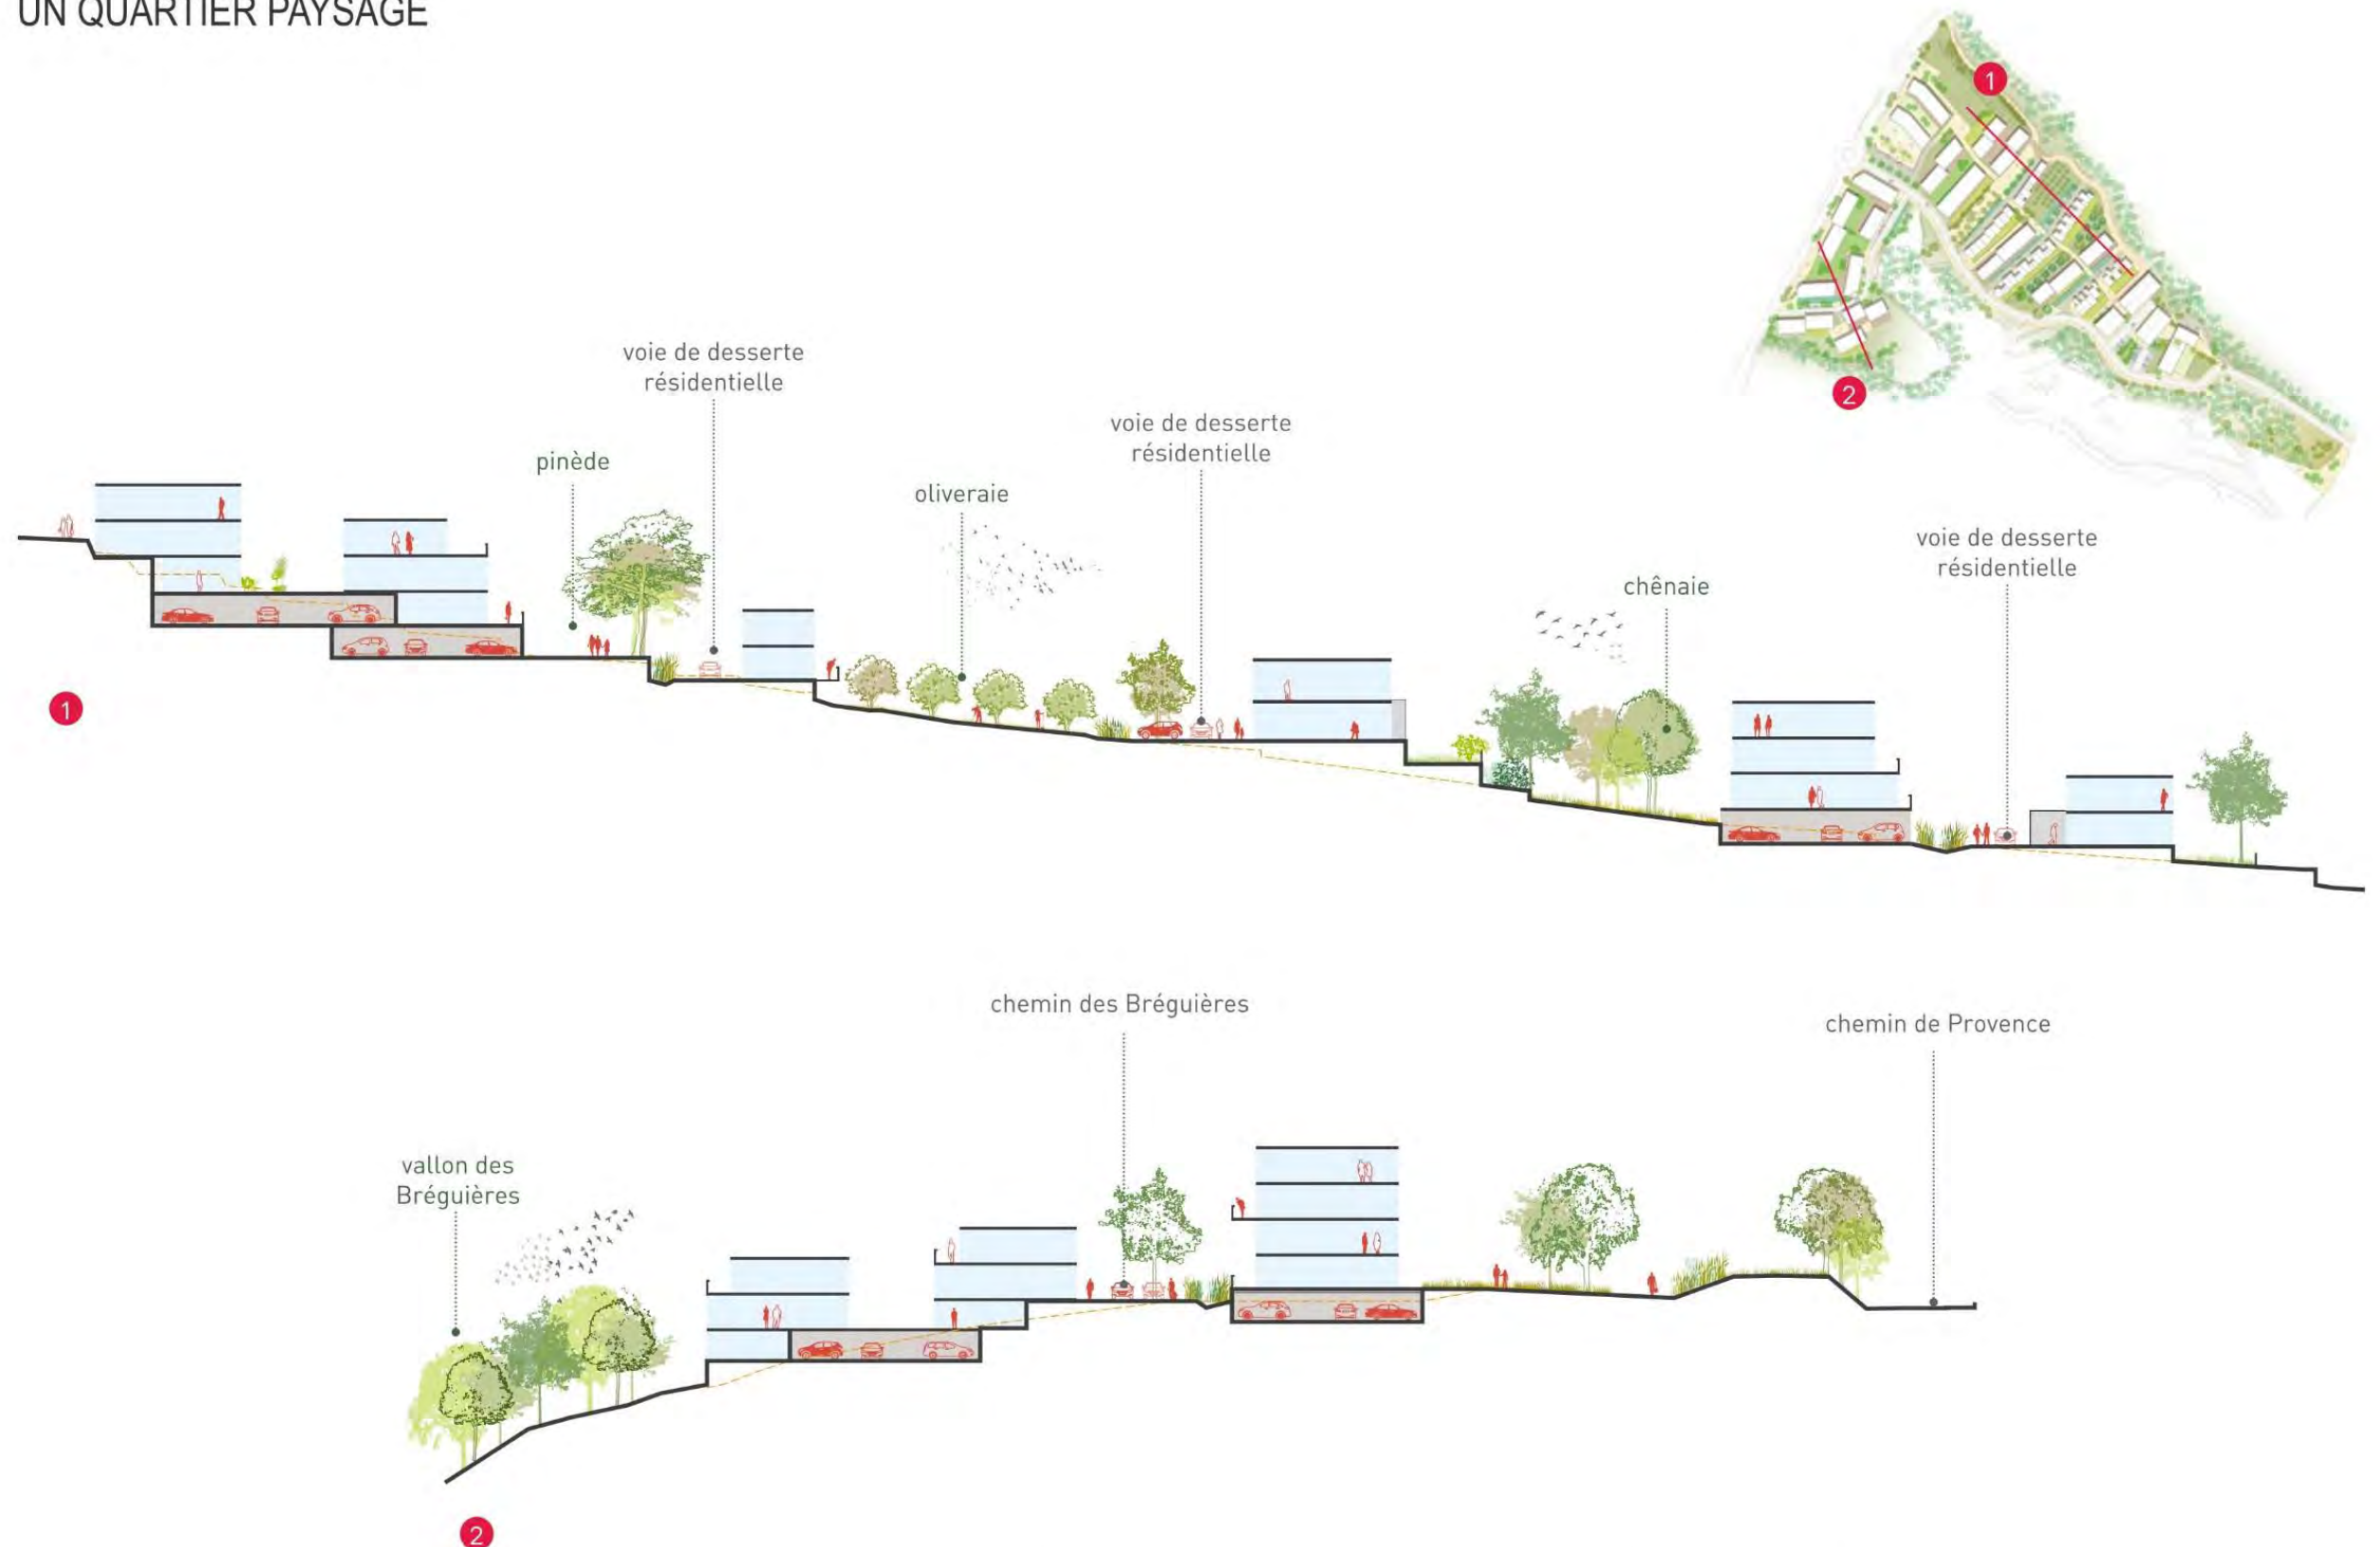 UN QUARTIER PAYSAGE
1
2
voie de desserte
résidentielle
pinède
oliveraie
voie de desserte
résidentielle
chênaie
voie de desserte
résidentielle
1
chemin des Bréguières
chemin de Provence
vallon des
Bréguières
2